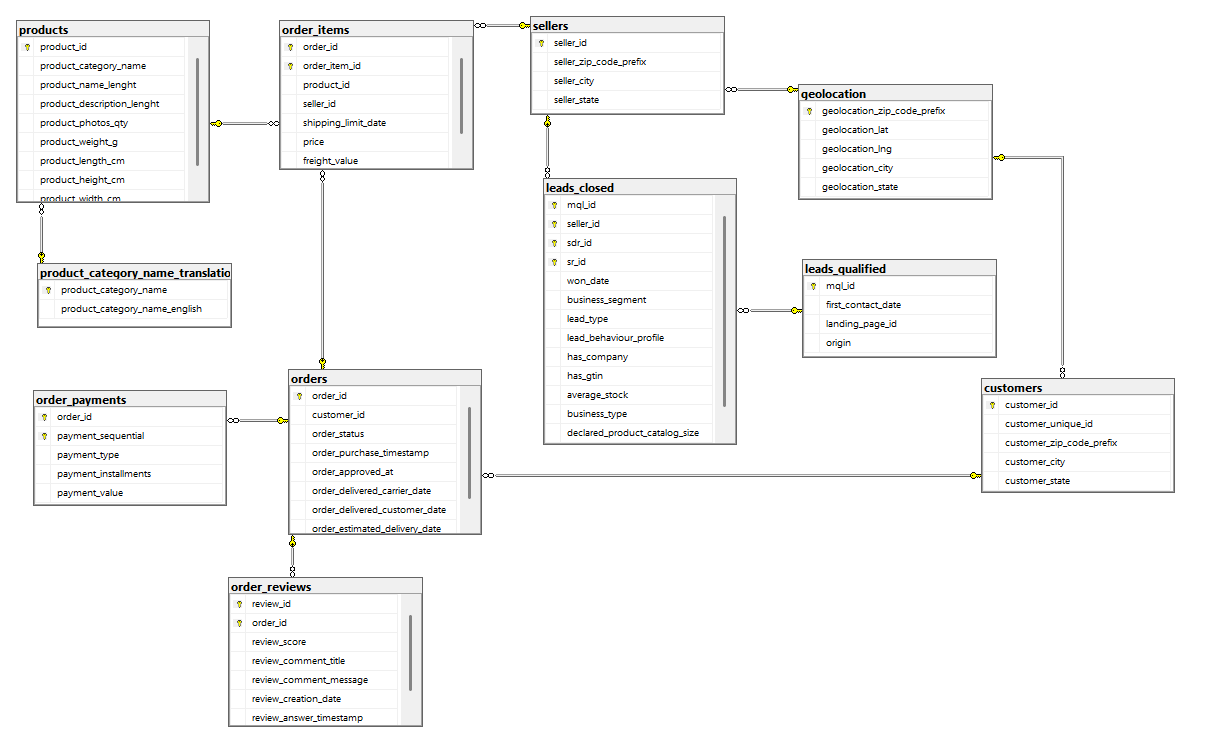 products
product_id
product_category_name
product_name_lenght
product_description_lenght
product_photos_qty
product_weight_g
product_length_cm
product_height_cm
product_width_cm
order_items
order_id
order_item_id
product_id
seller_id
shipping_limit_date
price
freight_value
sellers
seller_id
seller_zip_code_prefix
seller_city
seller_state
geolocation
geolocation_zip_code_prefix
geolocation_lat
geolocation_lng
geolocation_city
geolocation_state
leads_closed
mql_id
seller_id
sdr_id
sr_id
won_date
business_segment
lead_type
lead_behaviour_profile
has_company
has_gtin
average_stock
business_type
declared_product_catalog_size
product_category_name_translatio
product_category_name
product_category_name_english
leads_qualified
mql_id
first_contact_date
landing_page_id
origin
orders
order_id
customer_id
order_status
order_purchase_timestamp
order_approved_at
order_delivered_carrier_date
order_delivered_customer_date
order_estimated_delivery_date
order_payments
order_id
payment_sequential
payment_type
payment_installments
payment_value
customers
customer_id
customer_unique_id
customer_zip_code_prefix
customer_city
customer_state
order_reviews
review_id
order_id
review_score
review_comment_title
review_comment_message
review_creation_date
review_answer_timestamp